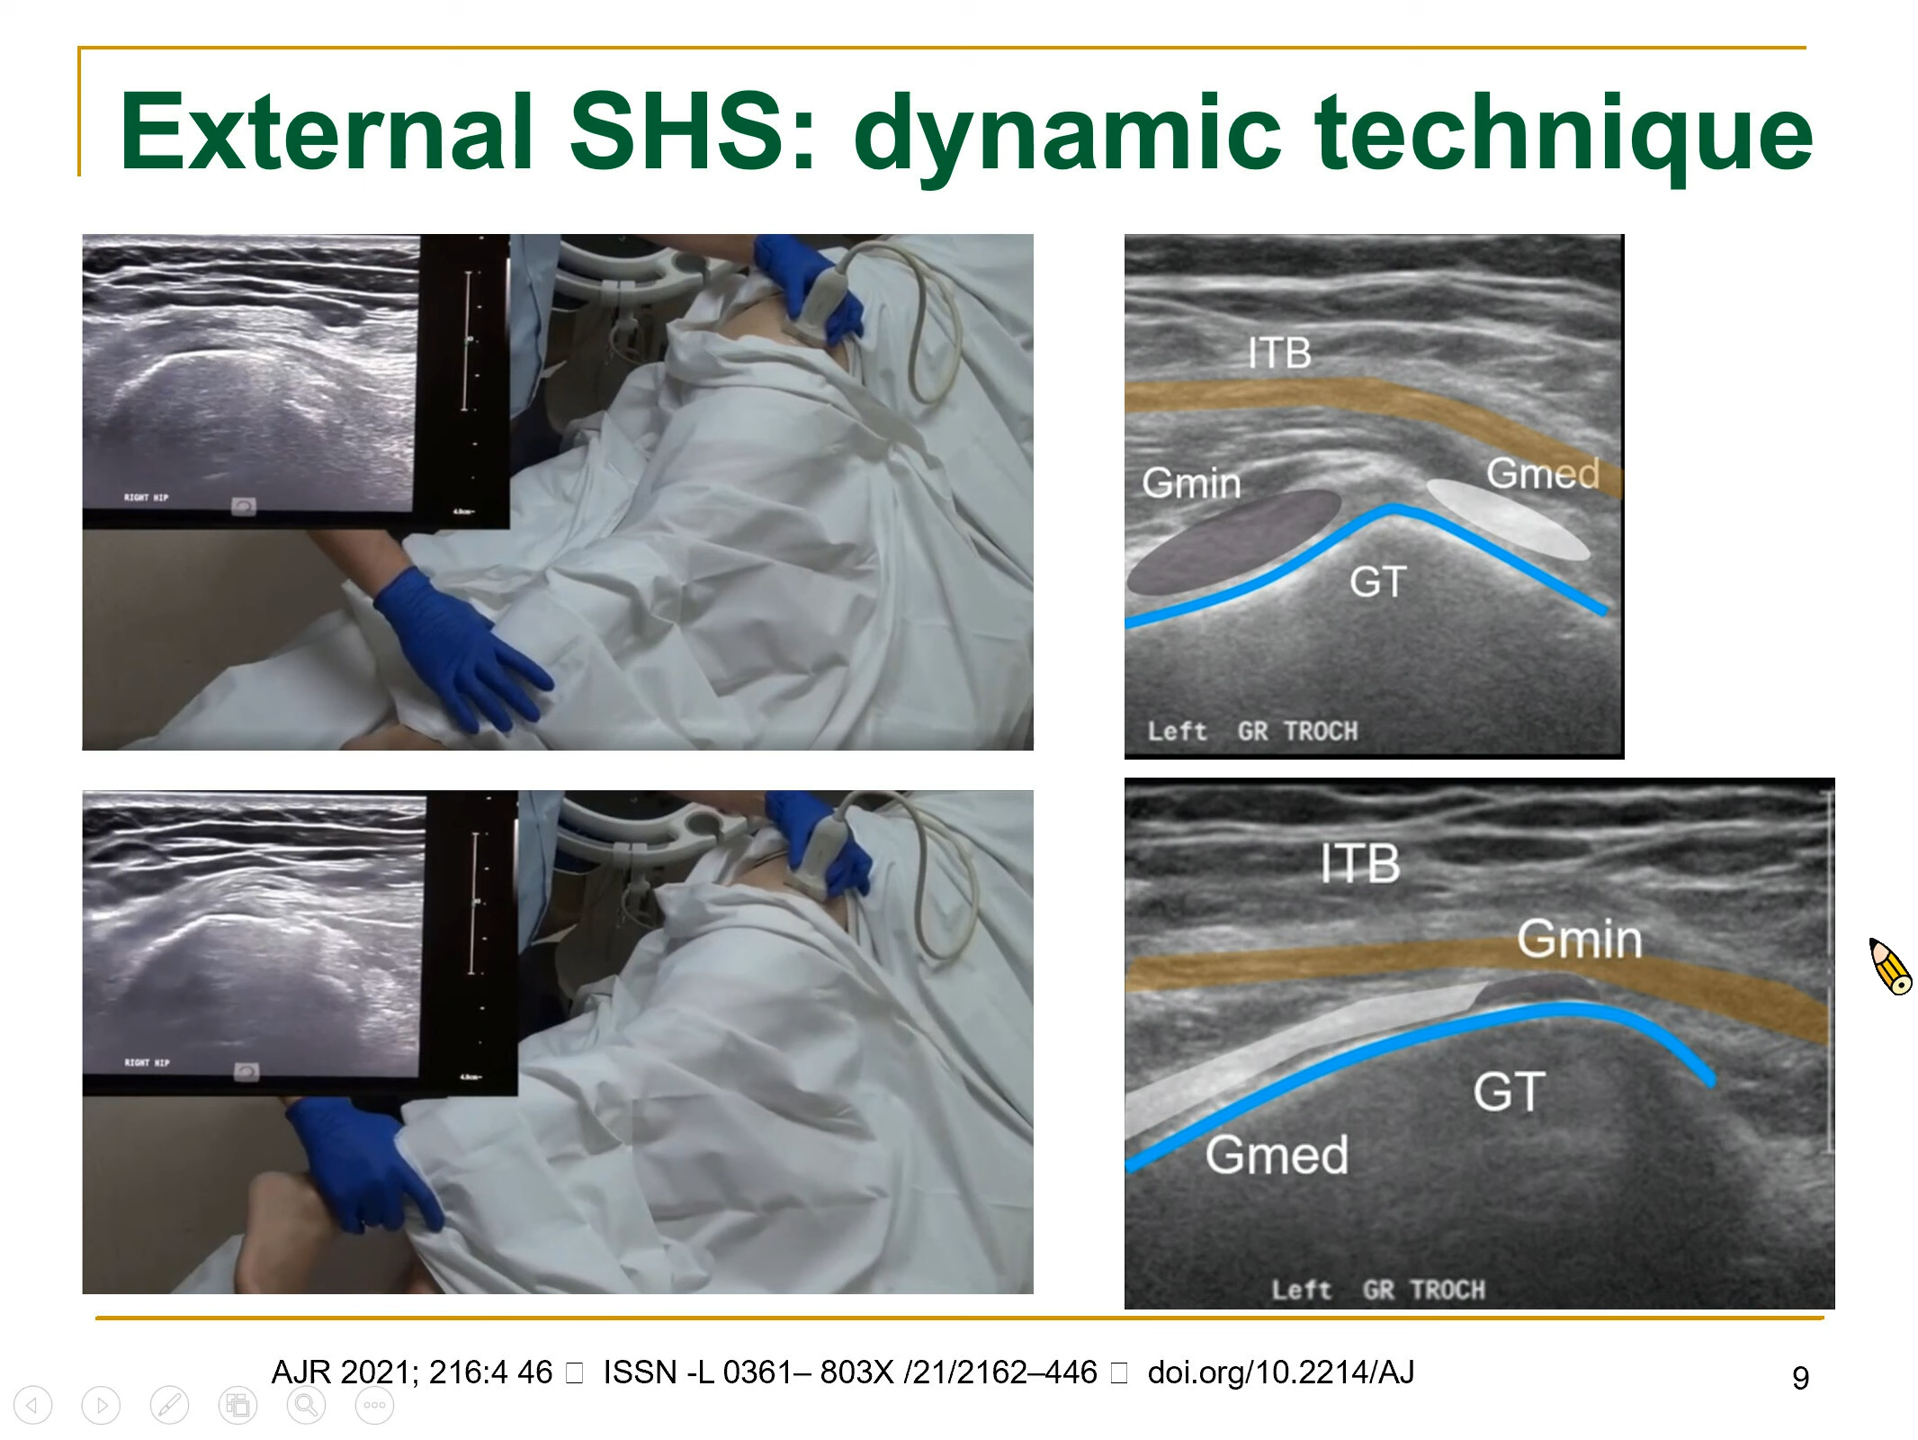 External SHS: dynamic technique
RIGHT HIP
ITB
Gmin
Gmed
GT
Left GR TROCH
RIGHT HIP
ITB
Gmin
GT
Gmed
Left GR TROCH
AJR 2021; 216:4 46 □ ISSN -L 0361– 803X /21/2162–446 □ doi.org/10.2214/AJ
9